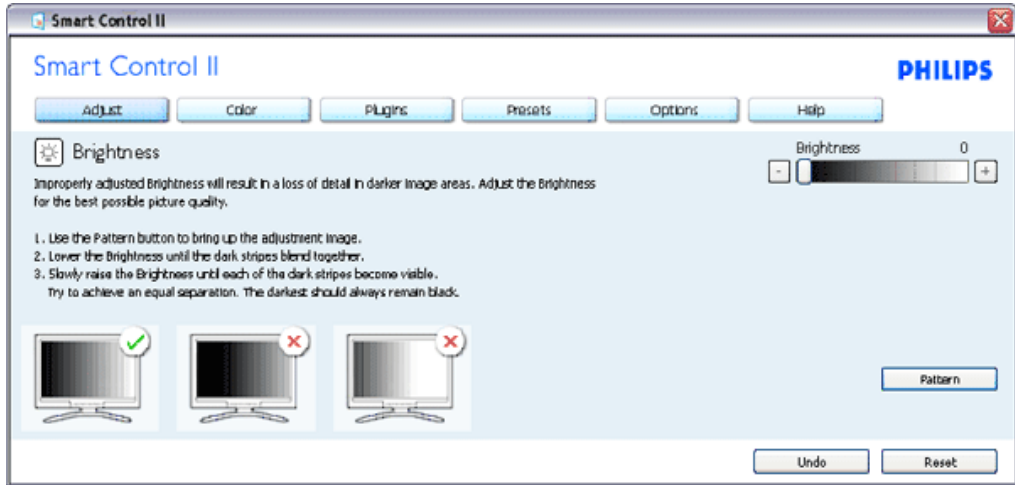 Smart Control II
Smart Control II
PHILIPS
Adjust Color Plugins Presets Options Help
Brightness
Brightness 0
- +
Improperly adjusted Brightness will result in a loss of detail in darker image areas. Adjust the Brightness
for the best possible picture quality.
1. Use the Pattern button to bring up the adjustment image.
2. Lower the Brightness until the dark stripes blend together.
3. Slowly raise the Brightness until each of the dark stripes become visible.
Try to achieve an equal separation. The darkest should always remain black.
Pattern
Undo Reset